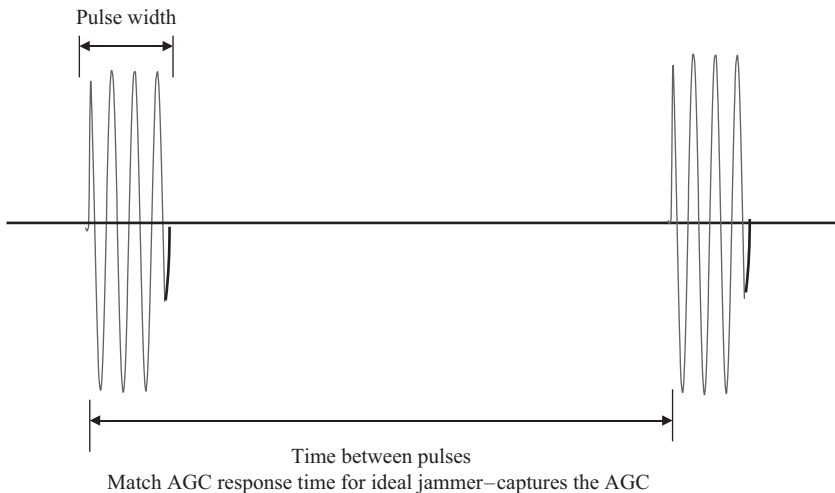 Pulse width
Time between pulses
Match AGC response time for ideal jammer–captures the AGC